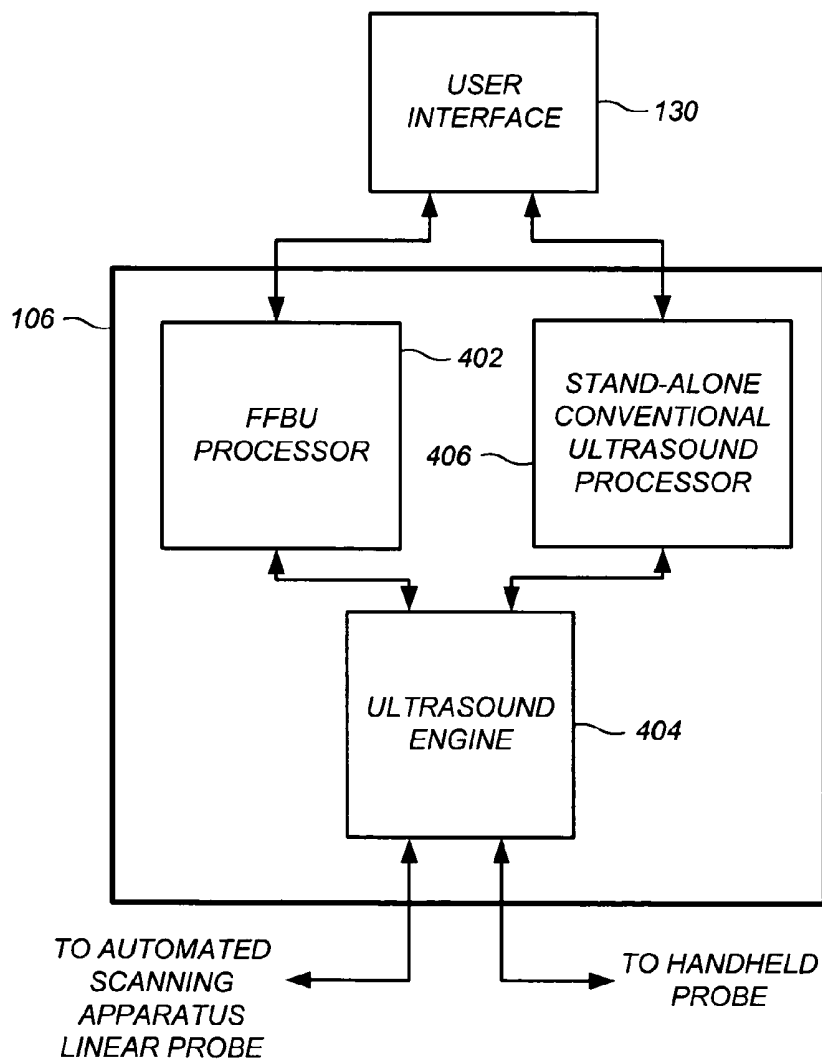 USER
INTERFACE
130
106
FFBU
PROCESSOR
402
STAND-ALONE
CONVENTIONAL
ULTRASOUND
PROCESSOR
406
ULTRASOUND
ENGINE
404
TO AUTOMATED
SCANNING
APPARATUS
LINEAR PROBE
TO HANDHELD
PROBE